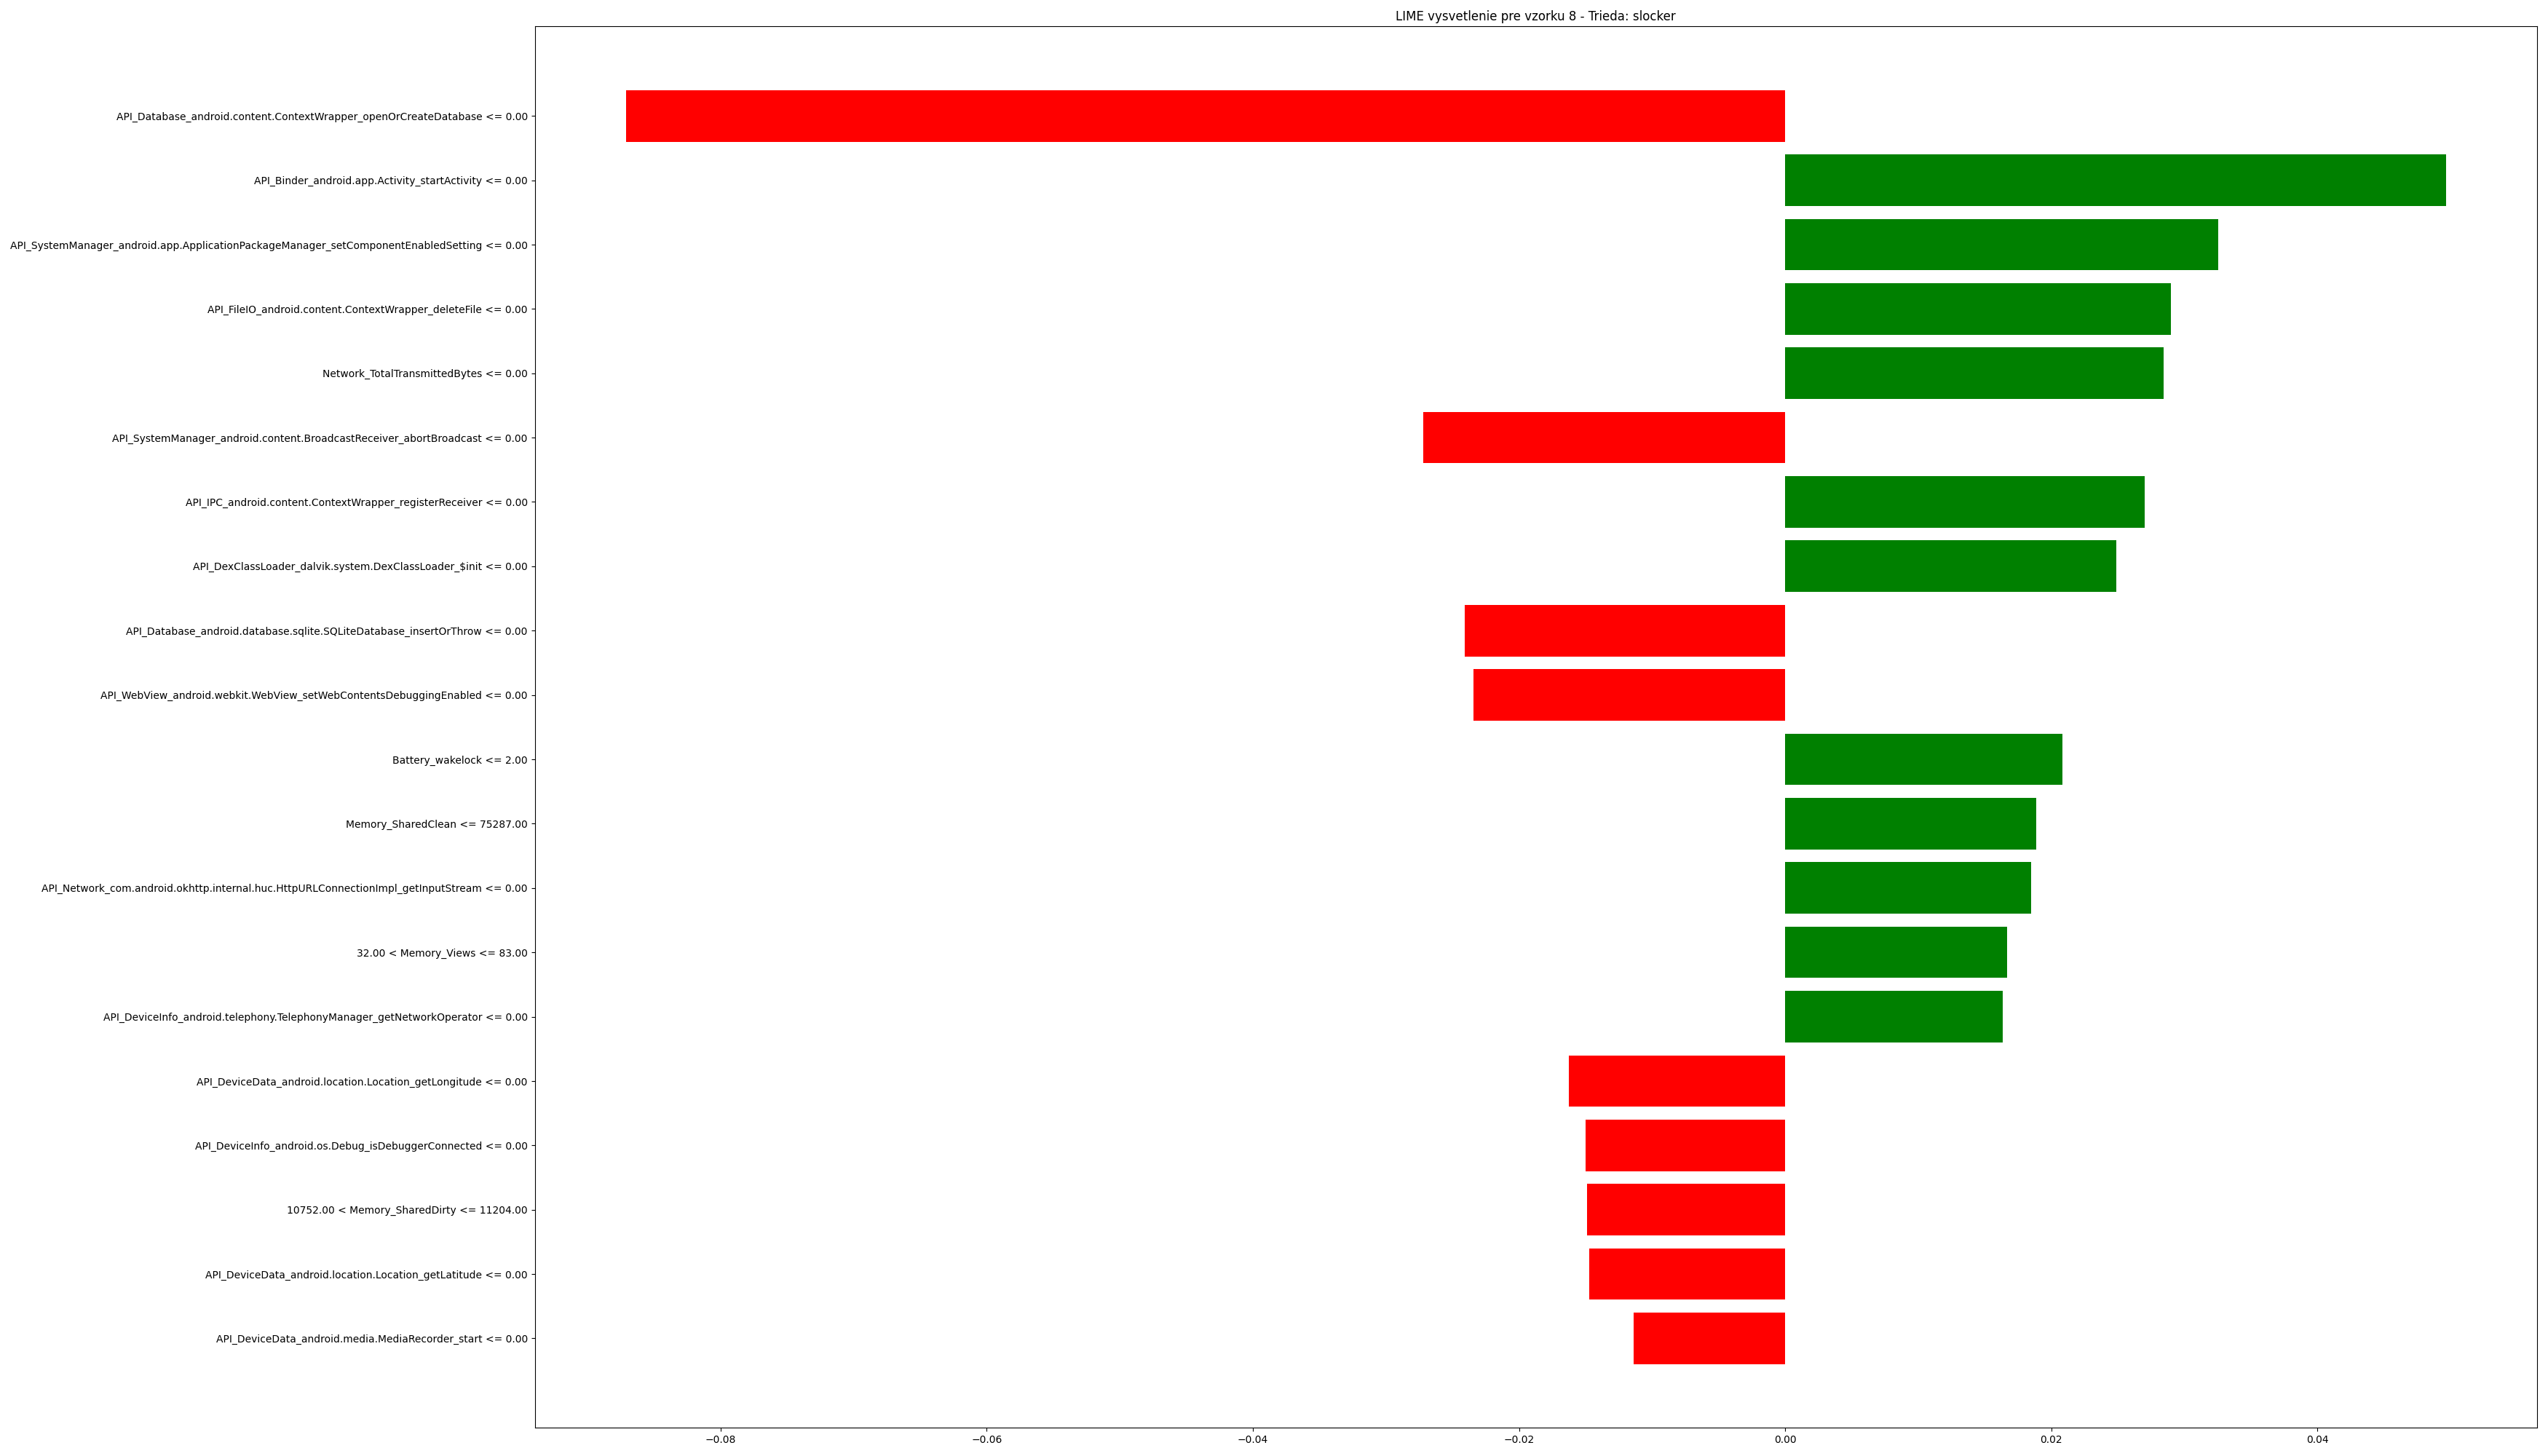 LIME vysvetlenie pre vzorku 8 - Trieda: slocker
API_Database_android.content.ContextWrapper_openOrCreateDatabase <= 0.00
API_Binder_android.app.Activity_startActivity <= 0.00
API_SystemManager_android.app.ApplicationPackageManager_setComponentEnabledSetting <= 0.00
API_FileIO_android.content.ContextWrapper_deleteFile <= 0.00
Network_TotalTransmittedBytes <= 0.00
API_SystemManager_android.content.BroadcastReceiver_abortBroadcast <= 0.00
API_IPC_android.content.ContextWrapper_registerReceiver <= 0.00
API_DexClassLoader_dalvik.system.DexClassLoader_$init <= 0.00
API_Database_android.database.sqlite.SQLiteDatabase_insertOrThrow <= 0.00
API_WebView_android.webkit.WebView_setWebContentsDebuggingEnabled <= 0.00
Battery_wakelock <= 2.00
Memory_SharedClean <= 75287.00
API_Network_com.android.okhttp.internal.huc.HttpURLConnectionImpl_getInputStream <= 0.00
32.00 < Memory_Views <= 83.00
API_DeviceInfo_android.telephony.TelephonyManager_getNetworkOperator <= 0.00
API_DeviceData_android.location.Location_getLongitude <= 0.00
API_DeviceInfo_android.os.Debug_isDebuggerConnected <= 0.00
10752.00 < Memory_SharedDirty <= 11204.00
API_DeviceData_android.location.Location_getLatitude <= 0.00
API_DeviceData_android.media.MediaRecorder_start <= 0.00
−0.08 −0.06 −0.04 −0.02 0.00 0.02 0.04